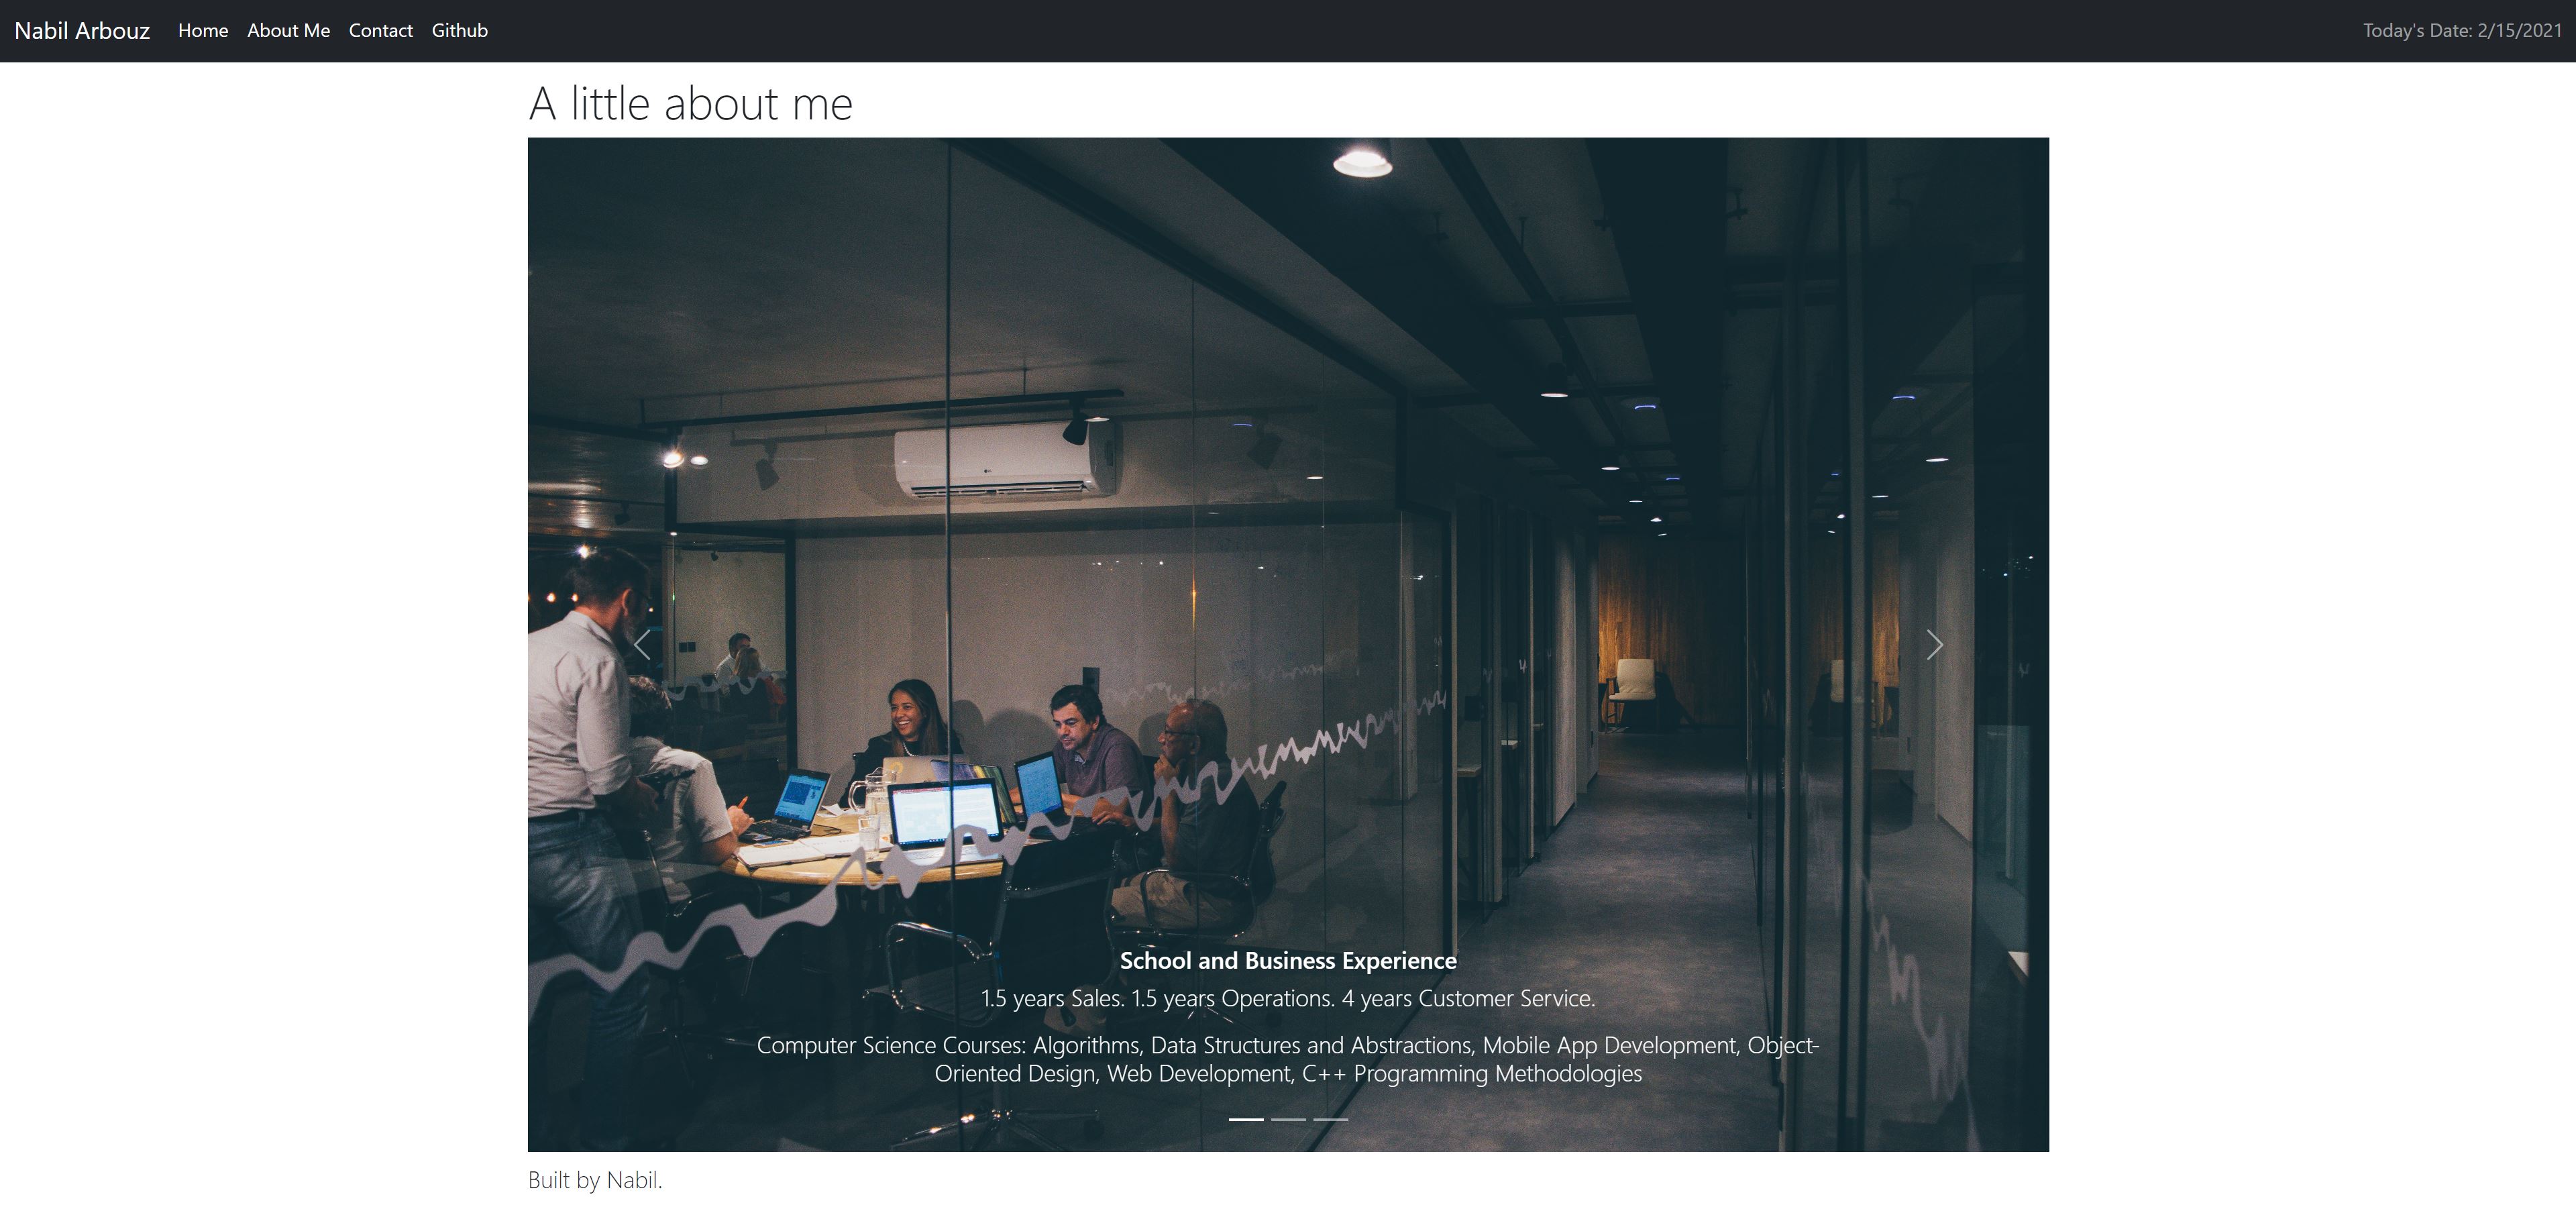 Nabil Arbouz Home About Me Contact Github Today's Date: 2/15/2021
A little about me
School and Business Experience
1.5 years Sales. 1.5 years Operations. 4 years Customer Service.
Computer Science Courses: Algorithms, Data Structures and Abstractions, Mobile App Development, Object-
Oriented Design, Web Development, C++ Programming Methodologies
Built by Nabil.